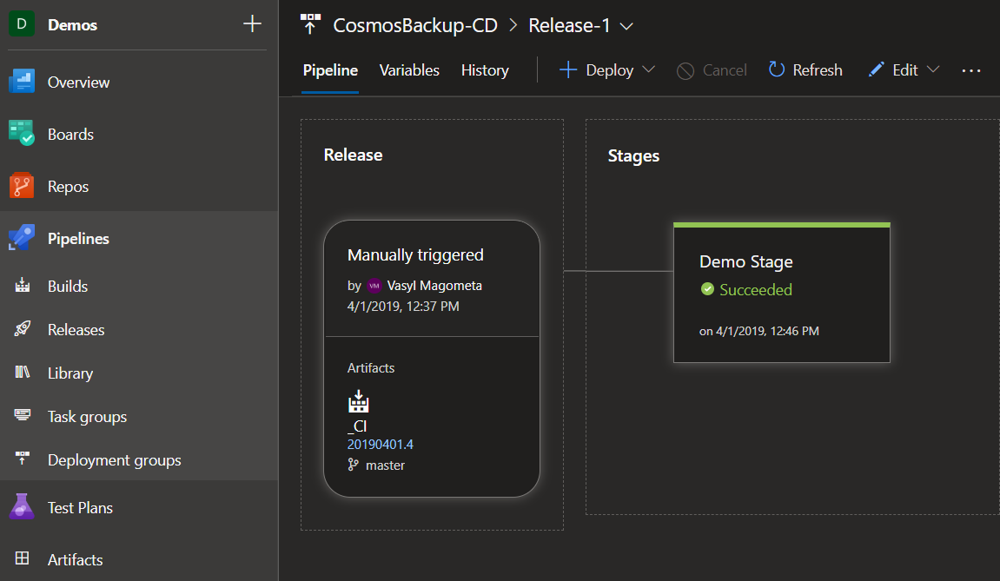 D Demos
Overview
Boards
Repos
Pipelines
Builds
Releases
Library
Task groups
Deployment groups
Test Plans
Artifacts
CosmosBackup-CD > Release-1
Pipeline Variables History Deploy Cancel Refresh Edit ...
Release
Manually triggered
by VM Vasyl Magometa
4/1/2019, 12:37 PM
Artifacts
_CI
20190401.4
master
Stages
Demo Stage
Succeeded
on 4/1/2019, 12:46 PM